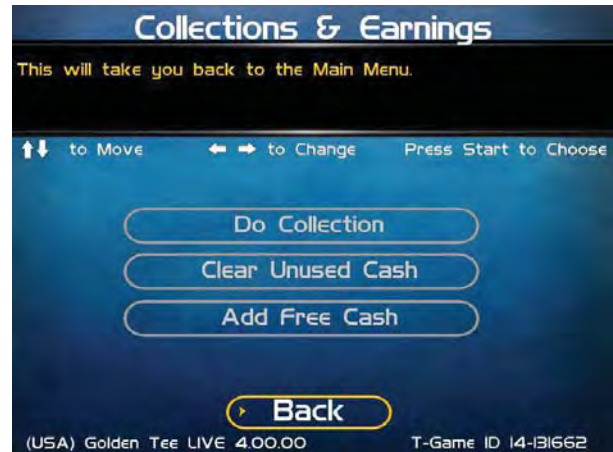 Collections & Earnings
This will take you back to the Main Menu.
to Move to Change Press Start to Choose
Do Collection
Clear Unused Cash
Add Free Cash
Back
(USA) Golden Tee LIVE 4.00.00 T-Game ID 14-131662